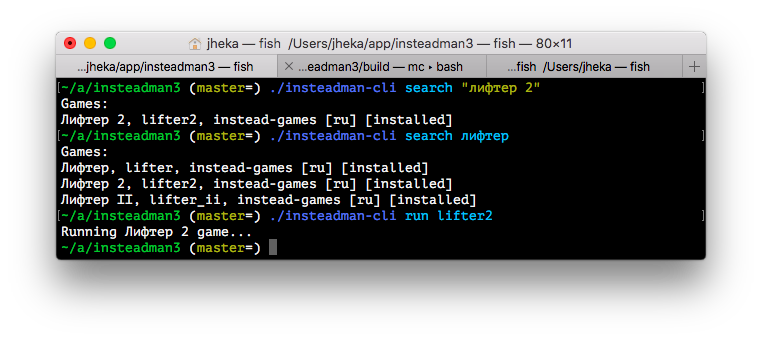 jheka — fish /Users/jheka/app/insteadman3 — fish — 80×11
...jheka/app/insteadman3 — fish × ...eadman3/build — mc ▸ bash ...fish /Users/jheka — fish +
[~/a/insteadman3 (master=) ./insteadman-cli search "лифтер 2" ]
Games:
Лифтер 2, lifter2, instead-games [ru] [installed]
[~/a/insteadman3 (master=) ./insteadman-cli search лифтер ]
Games:
Лифтер, lifter, instead-games [ru] [installed]
Лифтер 2, lifter2, instead-games [ru] [installed]
Лифтер II, lifter_ii, instead-games [ru] [installed]
[~/a/insteadman3 (master=) ./insteadman-cli run lifter2 ]
Running Лифтер 2 game...
~/a/insteadman3 (master=)